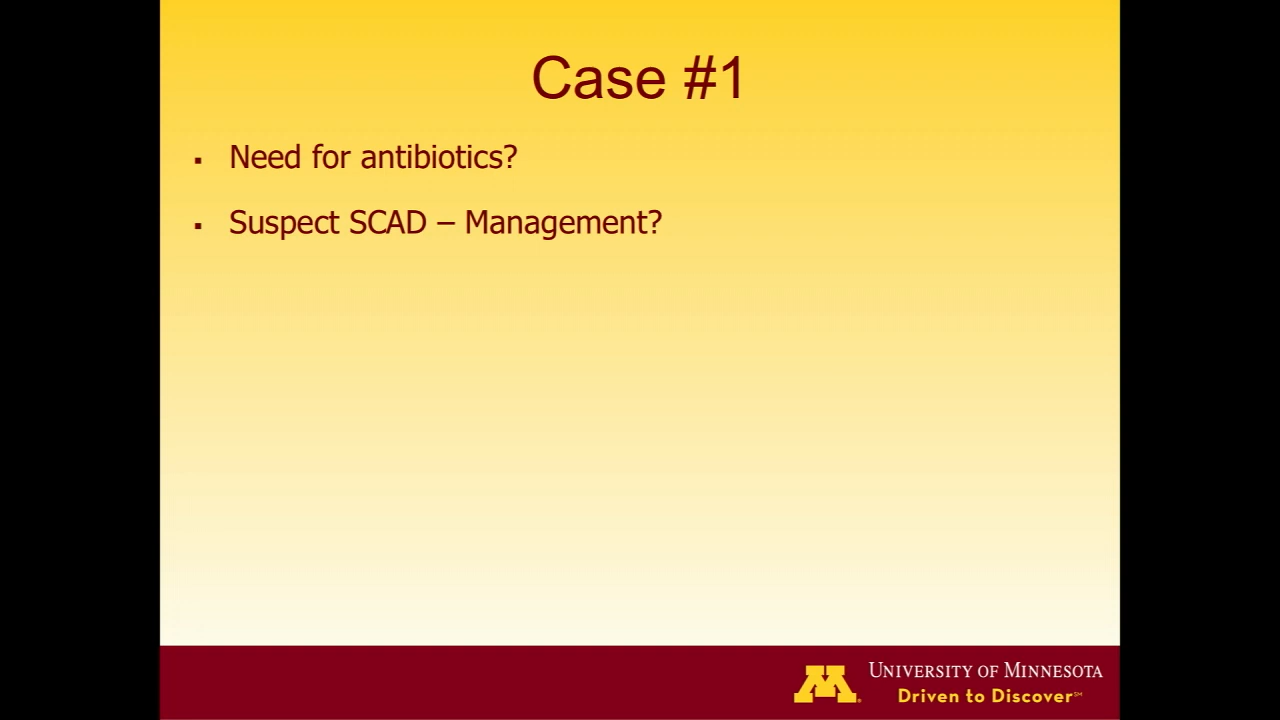 Case #1
▪ Need for antibiotics?
▪ Suspect SCAD – Management?
M
UNIVERSITY OF MINNESOTA
Driven to Discover℠